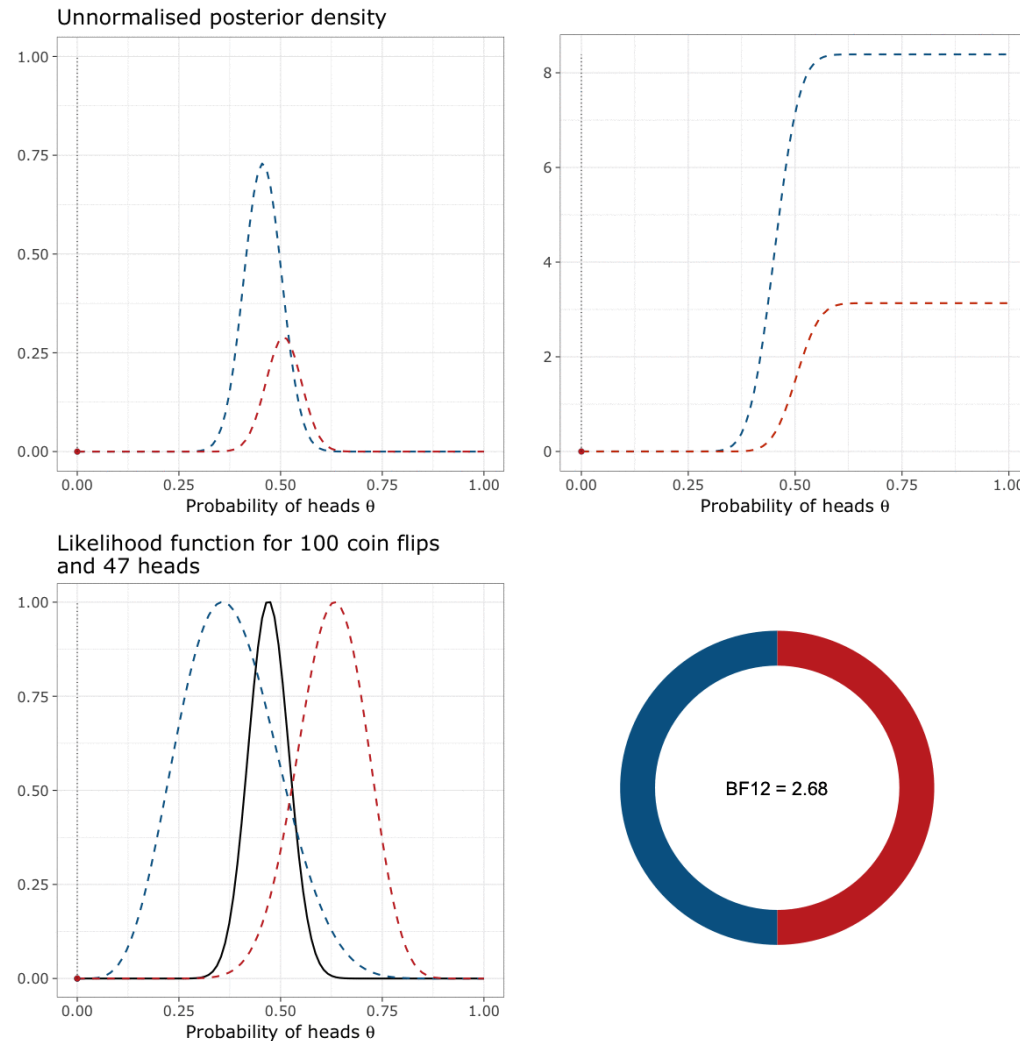 Unnormalised posterior density
1.00
0.75
0.50
0.25
0.00
0.00 0.25 0.50 0.75 1.00
Probability of heads θ
8
6
4
2
0
0.00 0.25 0.50 0.75 1.00
Probability of heads θ
Likelihood function for 100 coin flips
and 47 heads
1.00
0.75
0.50
0.25
0.00
0.00 0.25 0.50 0.75 1.00
Probability of heads θ
BF12 = 2.68